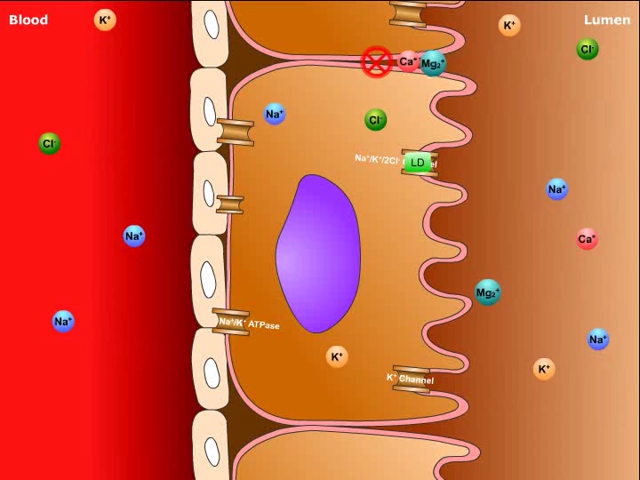 Blood
Lumen
K⁺
K⁺
Cl⁻
Ca⁺
Mg₂⁺
Na⁺
Cl⁻
Cl⁻
Na⁺/K⁺/2Cl⁻
LD
Na⁺
Na⁺
Ca⁺
Mg₂⁺
Na⁺
Na⁺/K⁺ ATPase
Na⁺
K⁺
K⁺
K⁺ Channel